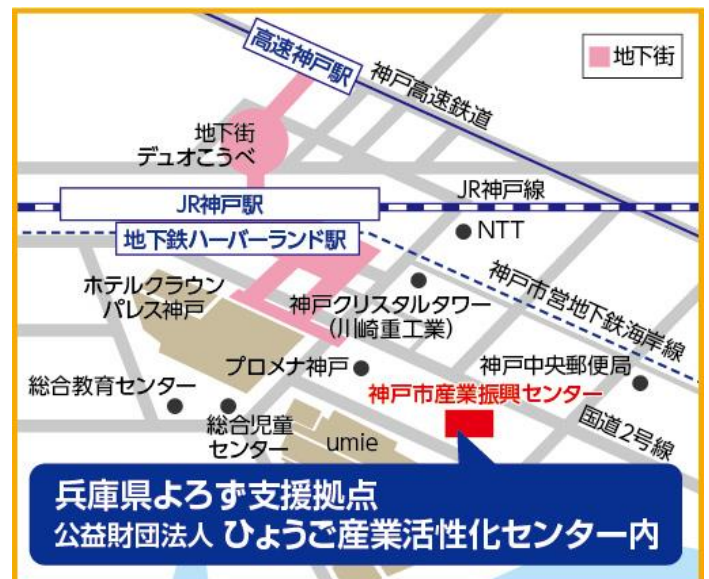 高速神戸駅
地下街
神戸高速鉄道
地下街
デュオこうべ
JR神戸線
JR神戸駅
NTT
地下鉄ハーバーランド駅
神戸市営地下鉄海岸線
ホテルクラウン
パレス神戸
神戸クリスタルタワー
(川崎重工業)
プロメナ神戸
神戸中央郵便局
総合教育センター
神戸市産業振興センター
総合児童
センター
umie
国道2号線
兵庫県よろず支援拠点
公益財団法人 ひょうご産業活性化センター内